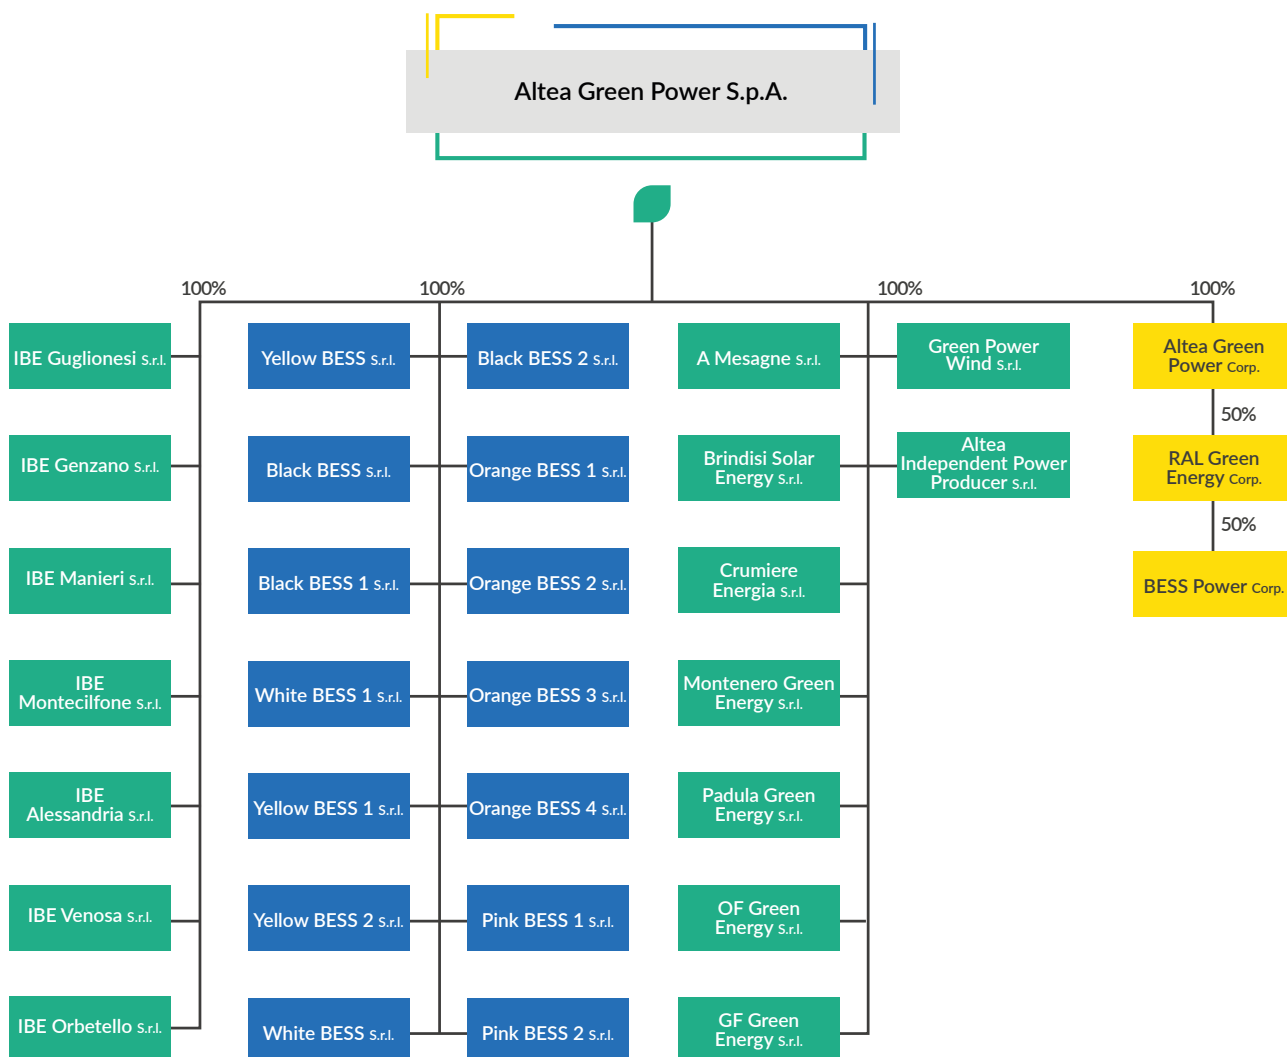 Altea Green Power S.p.A.
100%
100%
100%
100%
IBE Guglionesi S.r.l.
IBE Genzano S.r.l.
IBE Manieri S.r.l.
IBE
Montecilfone S.r.l.
IBE
Alessandria S.r.l.
IBE Venosa S.r.l.
IBE Orbetello S.r.l.
Yellow BESS S.r.l.
Black BESS S.r.l.
Black BESS 1 S.r.l.
White BESS 1 S.r.l.
Yellow BESS 1 S.r.l.
Yellow BESS 2 S.r.l.
White BESS S.r.l.
Black BESS 2 S.r.l.
Orange BESS 1 S.r.l.
Orange BESS 2 S.r.l.
Orange BESS 3 S.r.l.
Orange BESS 4 S.r.l.
Pink BESS 1 S.r.l.
Pink BESS 2 S.r.l.
A Mesagne S.r.l.
Brindisi Solar
Energy S.r.l.
Crumiere
Energia S.r.l.
Montenero Green
Energy S.r.l.
Padula Green
Energy S.r.l.
OF Green
Energy S.r.l.
GF Green
Energy S.r.l.
Green Power
Wind S.r.l.
Altea
Independent Power
Producer S.r.l.
Altea Green
Power Corp.
50%
RAL Green
Energy Corp.
50%
BESS Power Corp.